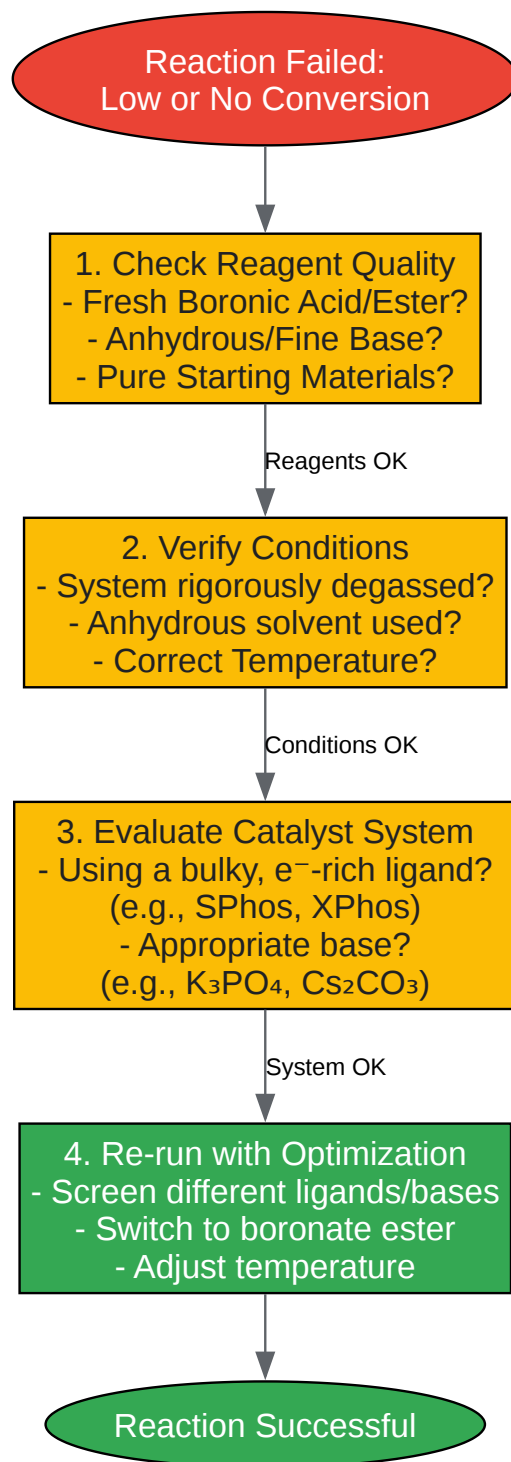 Reaction Failed:
Low or No Conversion
1. Check Reagent Quality
- Fresh Boronic Acid/Ester?
- Anhydrous/Fine Base?
- Pure Starting Materials?
Reagents OK
2. Verify Conditions
- System rigorously degassed?
- Anhydrous solvent used?
- Correct Temperature?
Conditions OK
3. Evaluate Catalyst System
- Using a bulky, e⁻-rich ligand?
(e.g., SPhos, XPhos)
- Appropriate base?
(e.g., K₃PO₄, Cs₂CO₃)
System OK
4. Re-run with Optimization
- Screen different ligands/bases
- Switch to boronate ester
- Adjust temperature
Reaction Successful